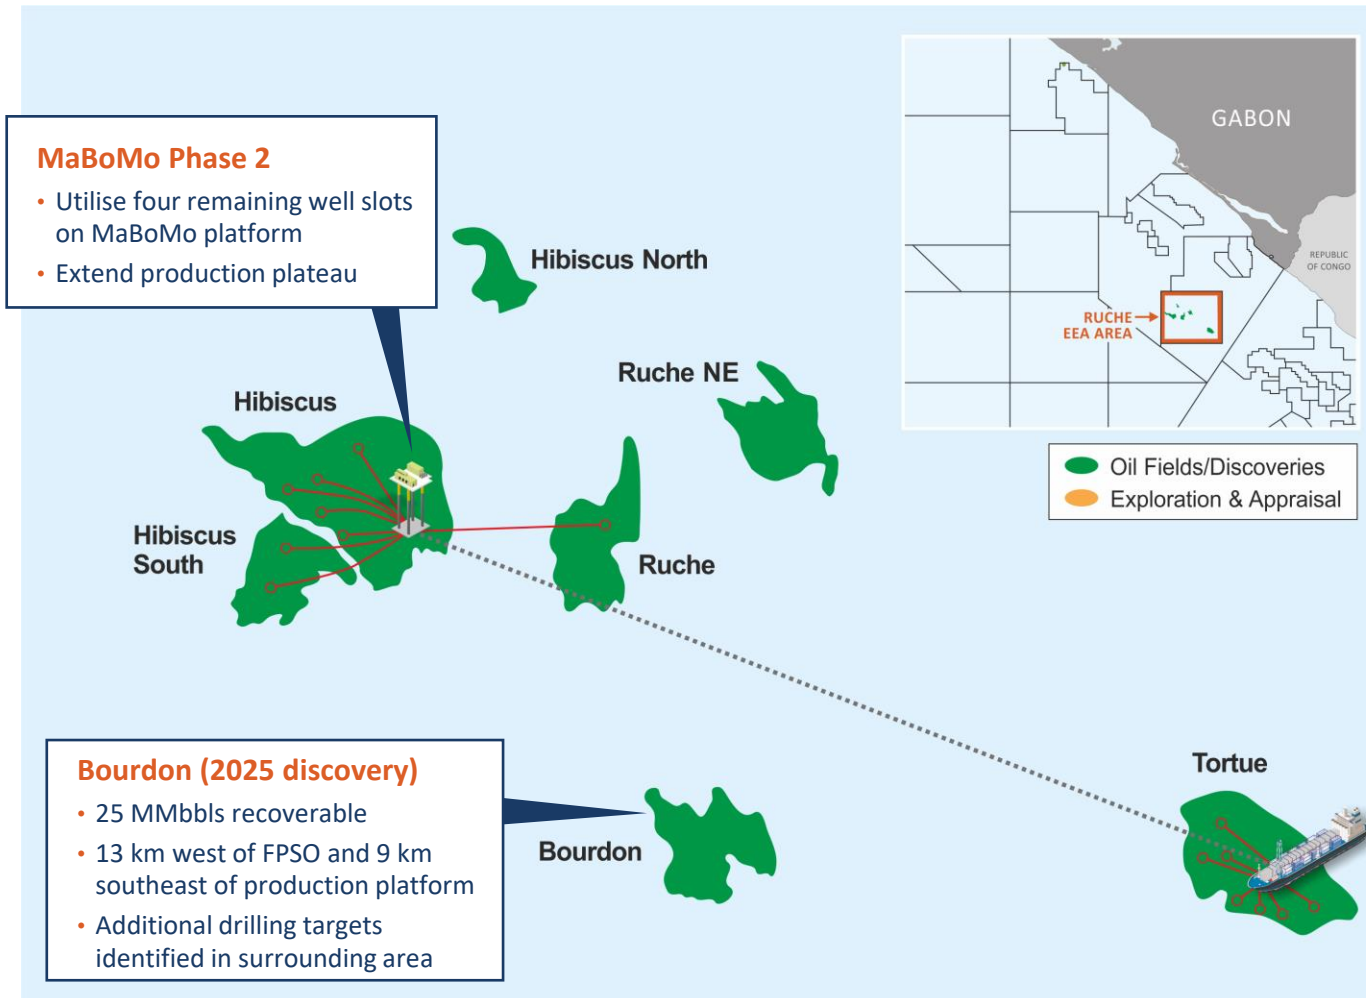 MaBoMo Phase 2
• Utilise four remaining well slots
on MaBoMo platform
• Extend production plateau
GABON
REPUBLIC
OF CONGO
RUCHE
EEA AREA
Oil Fields/Discoveries
Exploration & Appraisal
Hibiscus North
Ruche NE
Hibiscus
Hibiscus
South
Ruche
Tortue
Bourdon
Bourdon (2025 discovery)
• 25 MMbbls recoverable
• 13 km west of FPSO and 9 km
southeast of production platform
• Additional drilling targets
identified in surrounding area